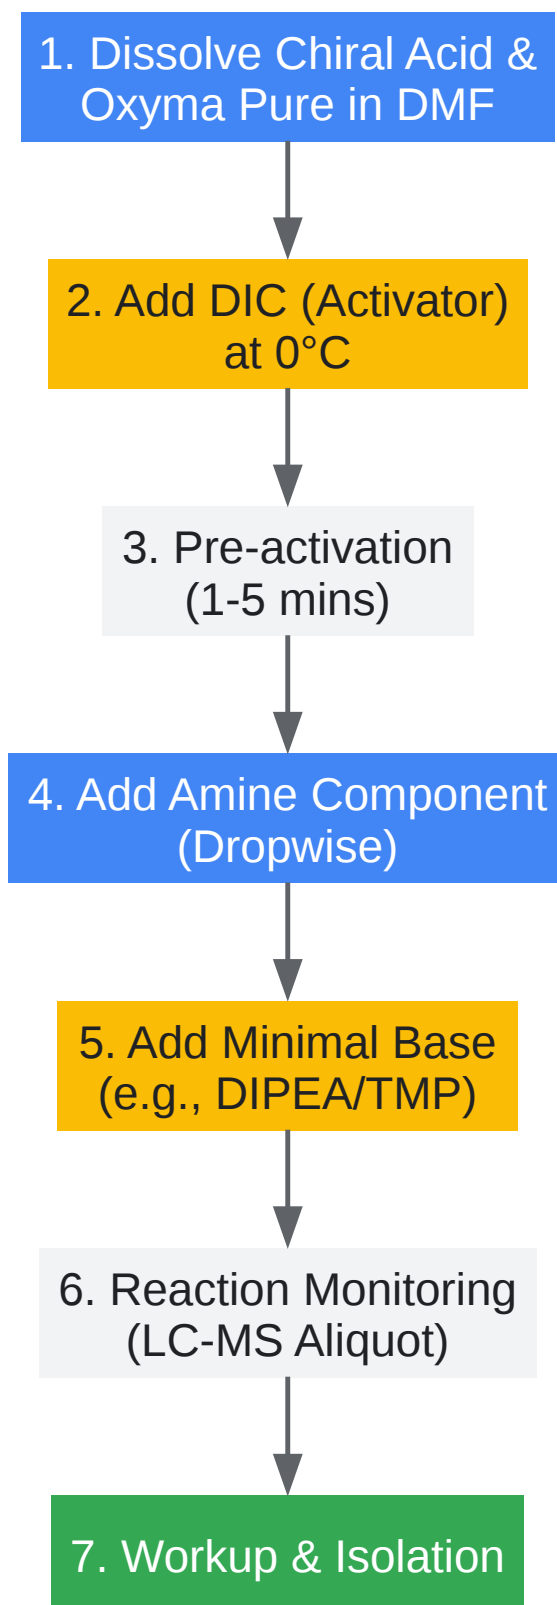 1. Dissolve Chiral Acid &
Oxyma Pure in DMF
2. Add DIC (Activator)
at 0°C
3. Pre-activation
(1-5 mins)
4. Add Amine Component
(Dropwise)
5. Add Minimal Base
(e.g., DIPEA/TMP)
6. Reaction Monitoring
(LC-MS Aliquot)
7. Workup & Isolation